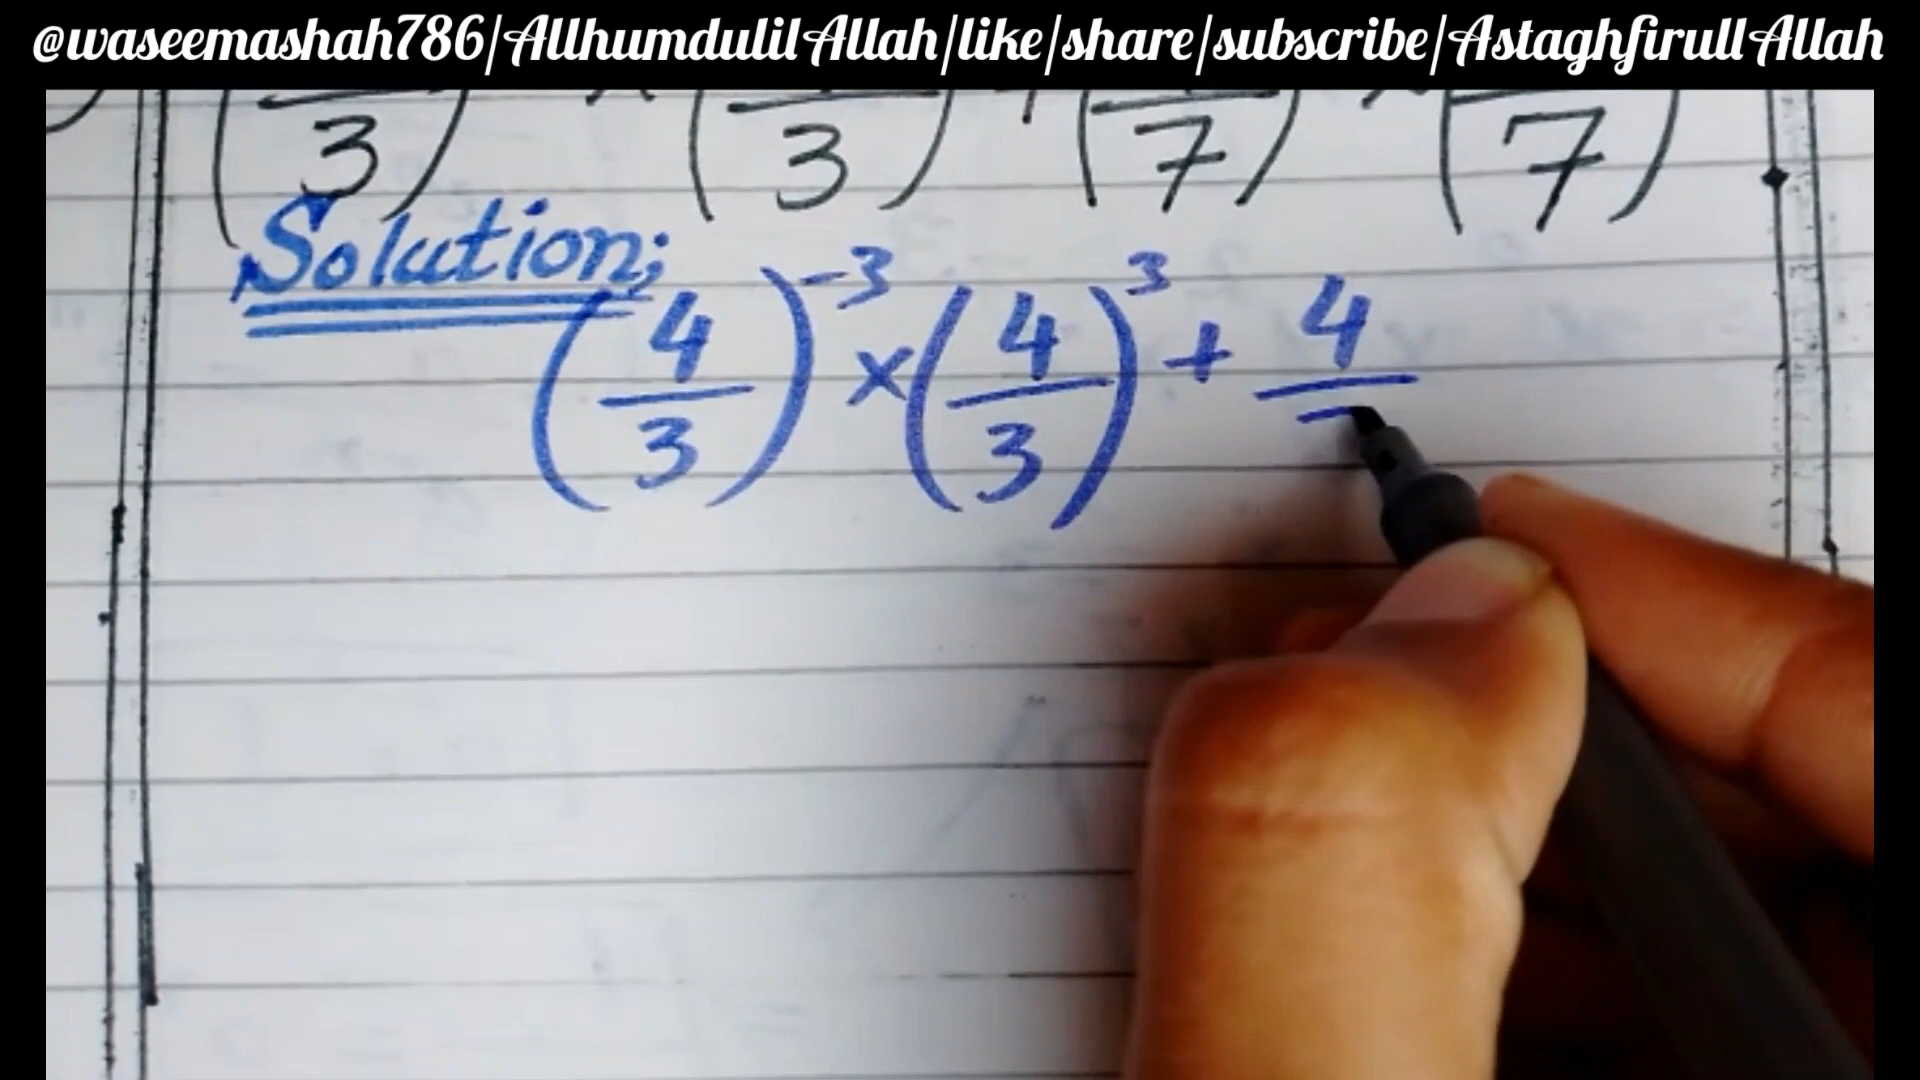 @waseemashah786/AllhumdulilAllah/like/share/subscribe/AstaghfirullAllah
3) (3) (7) (7)
Solution;
(4/3)^-3 × (4/3)^3 + 4/